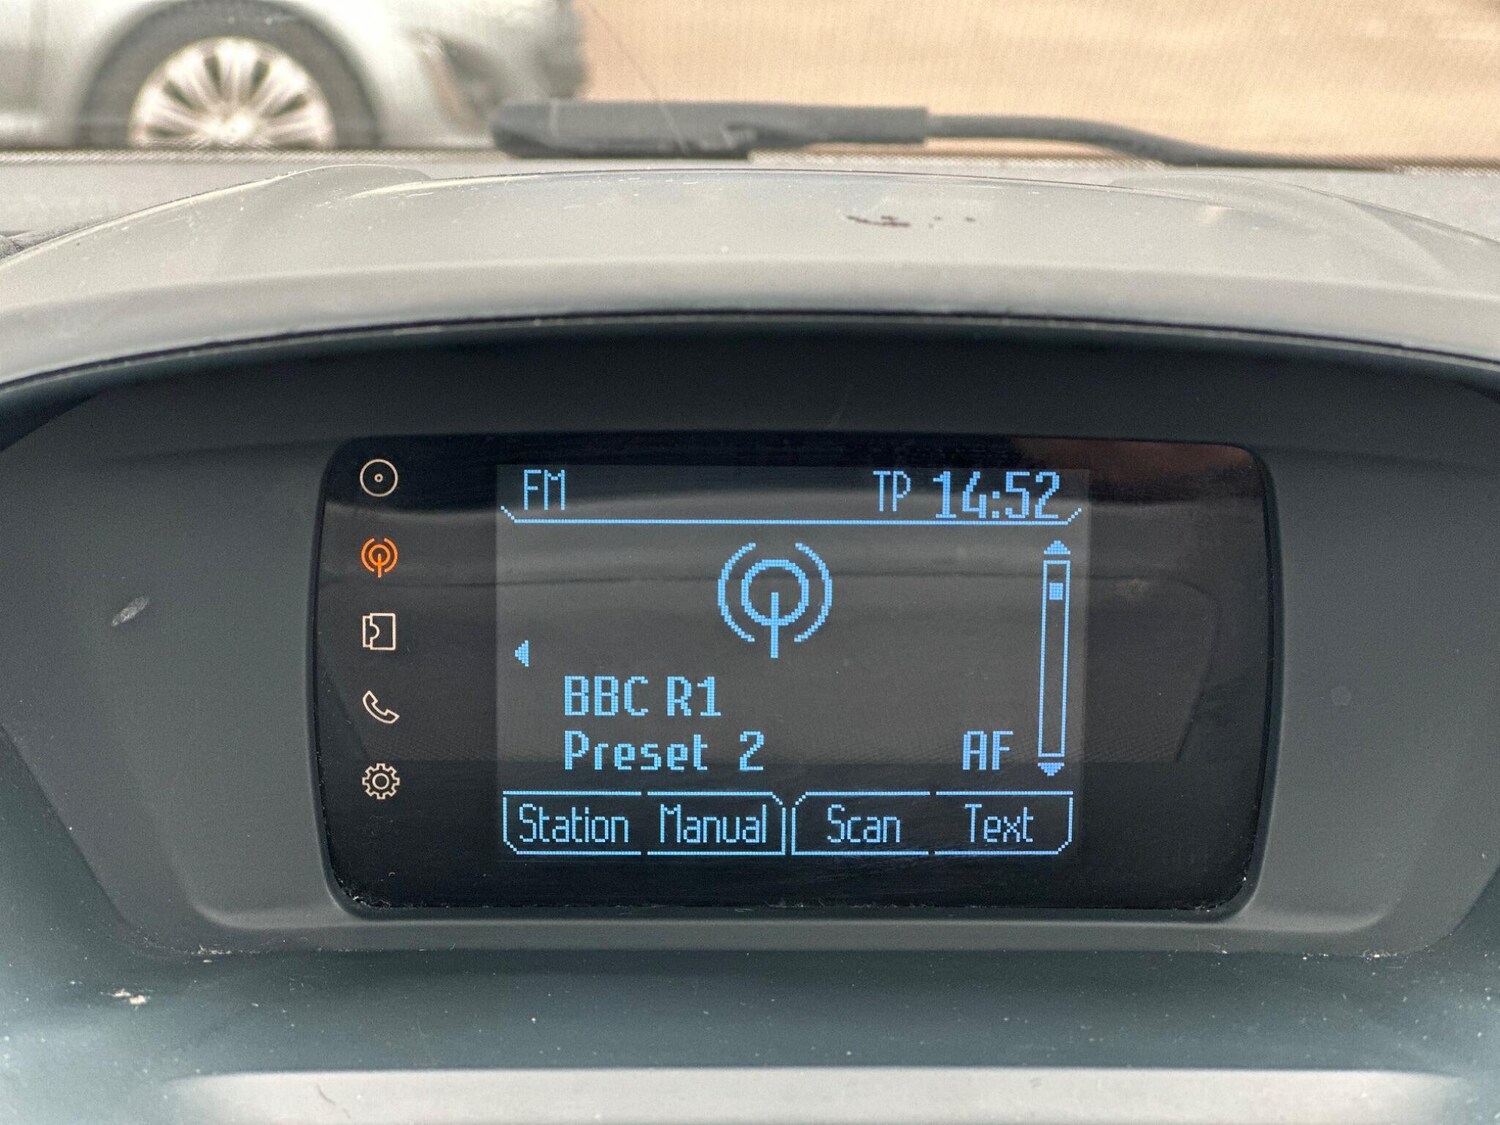 FM TP 14:52
BBC R1
Preset 2 AF
Station Manual Scan Text